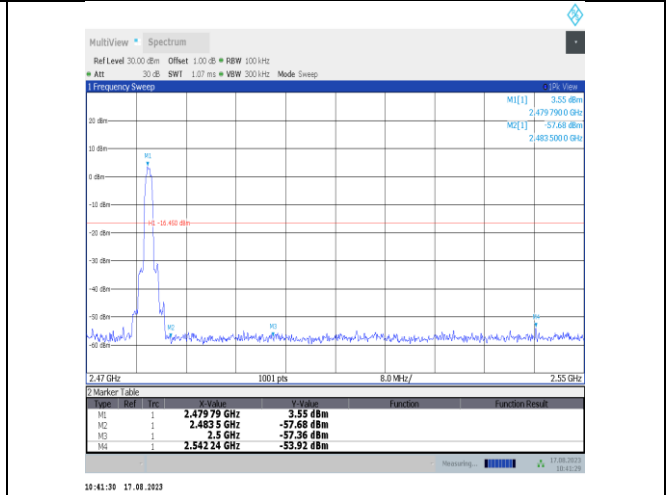 MultiView Spectrum
Ref Level 30.00 dBm Offset 1.00 dB RBW 100 kHz
Att 30 dB SWT 1.07 ms VBW 300 kHz Mode Sweep
1 Frequency Sweep 1Pk View
M1[1] 3.55 dBm
2.479 790 0 GHz
M2[1] -57.68 dBm
2.483 500 0 GHz
20 dBm
10 dBm
M1
0 dBm
-10 dBm
H1 -16.450 dBm
-20 dBm
-30 dBm
-40 dBm
-50 dBm
M2 M3 M4
-60 dBm
2.47 GHz 1001 pts 8.0 MHz/ 2.55 GHz
2 Marker Table
Type Ref Trc X-Value Y-Value Function Function Result
M1 1 2.479 79 GHz 3.55 dBm
M2 1 2.483 5 GHz -57.68 dBm
M3 1 2.5 GHz -57.36 dBm
M4 1 2.542 24 GHz -53.92 dBm
Measuring... 17.08.2023
10:41:29
10:41:30 17.08.2023